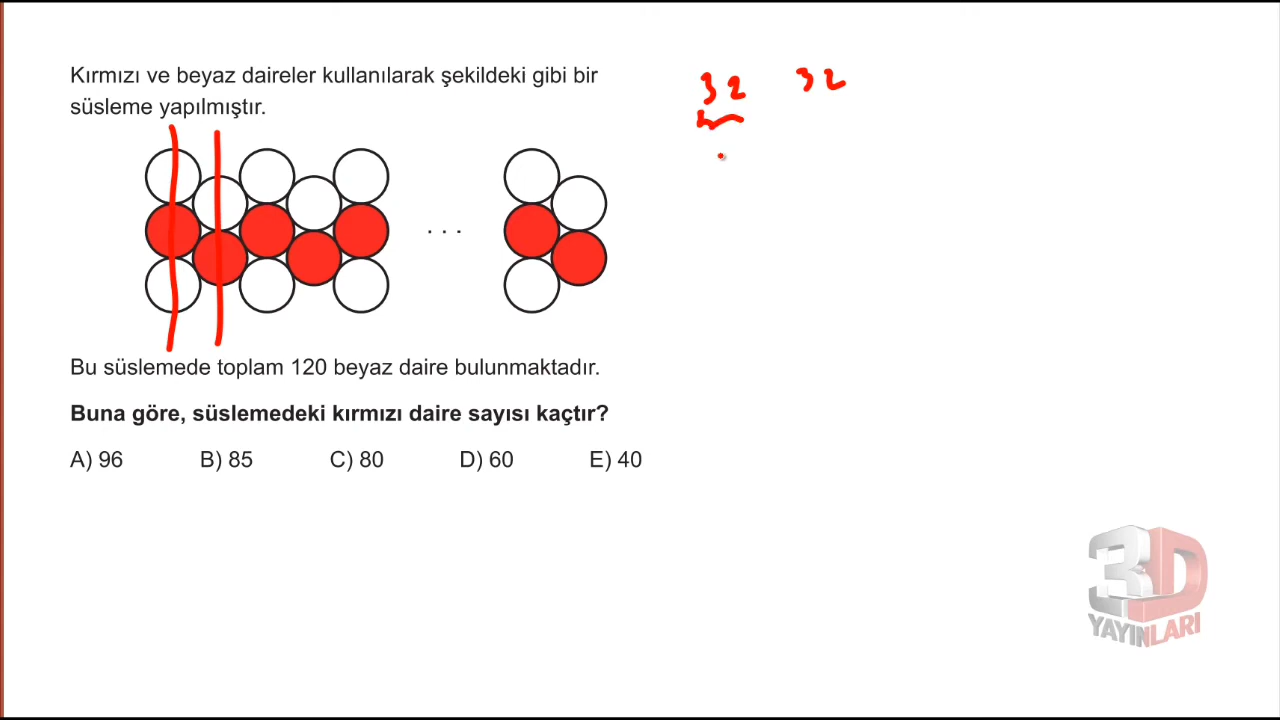 Kırmızı ve beyaz daireler kullanılarak şekildeki gibi bir
süsleme yapılmıştır.
32 32
. . .
Bu süslemede toplam 120 beyaz daire bulunmaktadır.
Buna göre, süslemedeki kırmızı daire sayısı kaçtır?
A) 96 B) 85 C) 80 D) 60 E) 40
3D
YAYINLARI